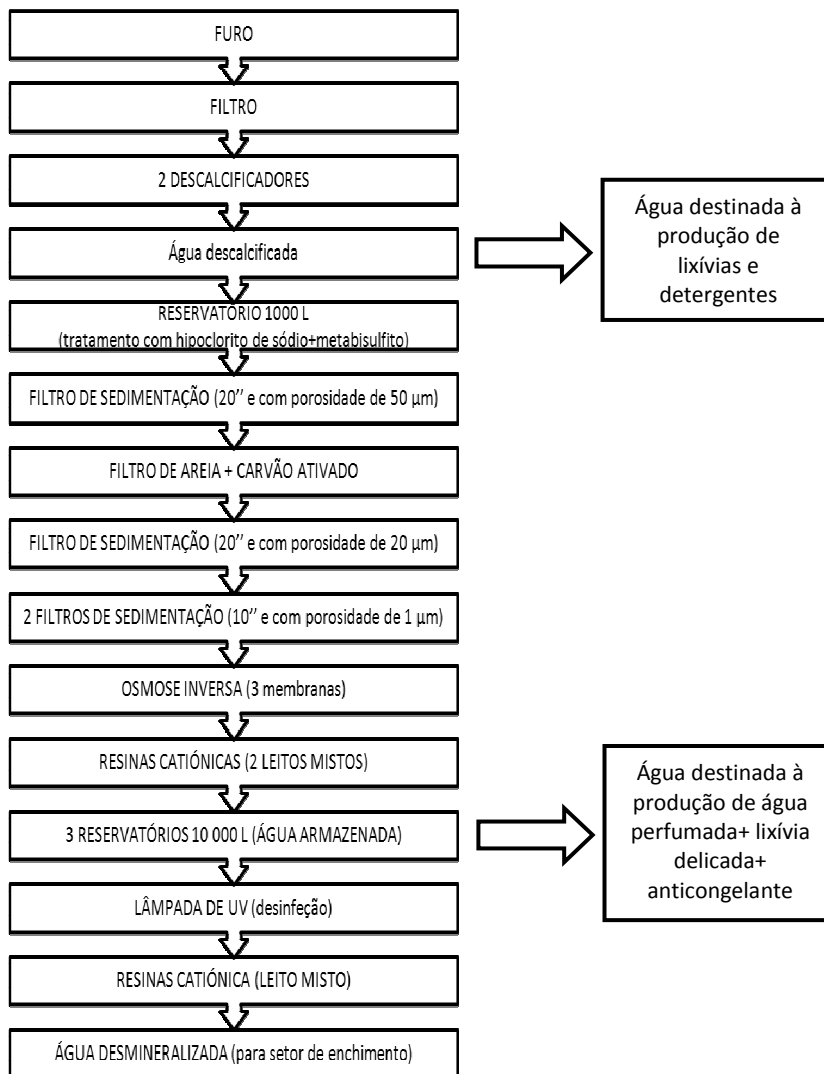 FURO
FILTRO
2 DESCALCIFICADORES
Água descalcificada
Água destinada à
produção de
lixívias e
detergentes
RESERVATÓRIO 1000 L
(tratamento com hipoclorito de sódio+metabisulfito)
FILTRO DE SEDIMENTAÇÃO (20’’ e com porosidade de 50 µm)
FILTRO DE AREIA + CARVÃO ATIVADO
FILTRO DE SEDIMENTAÇÃO (20’’ e com porosidade de 20 µm)
2 FILTROS DE SEDIMENTAÇÃO (10’’ e com porosidade de 1 µm)
OSMOSE INVERSA (3 membranas)
RESINAS CATIÓNICAS (2 LEITOS MISTOS)
3 RESERVATÓRIOS 10 000 L (ÁGUA ARMAZENADA)
Água destinada à
produção de água
perfumada+ lixívia
delicada+
anticongelante
LÂMPADA DE UV (desinfeção)
RESINAS CATIÓNICA (LEITO MISTO)
ÁGUA DESMINERALIZADA (para setor de enchimento)